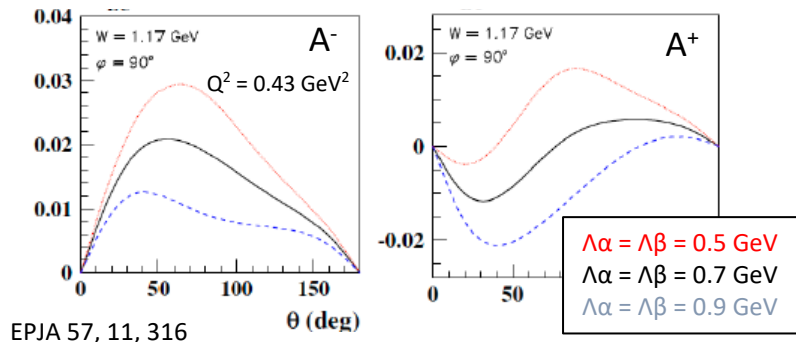 0.04
W = 1.17 GeV
φ = 90°
A-
Q² = 0.43 GeV²
0.03
0.02
0.01
0
0
50
100
150
θ (deg)
0.02
W = 1.17 GeV
φ = 90°
A+
0
-0.02
0
50
Λα = Λβ = 0.5 GeV
Λα = Λβ = 0.7 GeV
Λα = Λβ = 0.9 GeV
EPJA 57, 11, 316